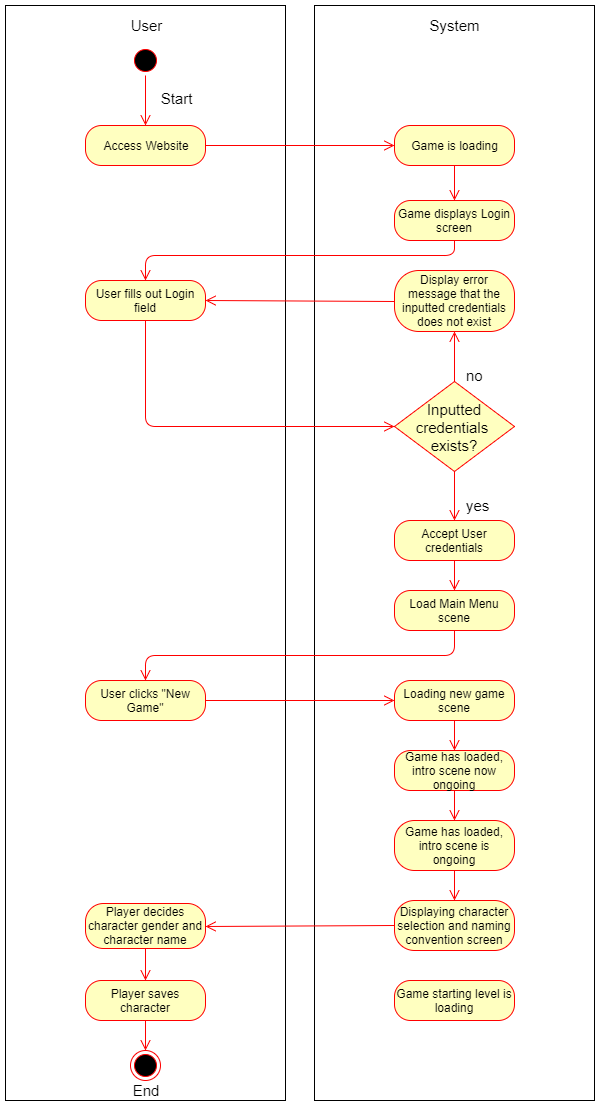 User
System
Start
Access Website
Game is loading
Game displays Login
screen
User fills out Login
field
Display error
message that the
inputted credentials
does not exist
no
Inputted
credentials
exists?
yes
Accept User
credentials
Load Main Menu
scene
User clicks "New
Game"
Loading new game
scene
Game has loaded,
intro scene now
ongoing
Game has loaded,
intro scene is
ongoing
Displaying character
selection and naming
convention screen
Player decides
character gender and
character name
Player saves
character
Game starting level is
loading
End